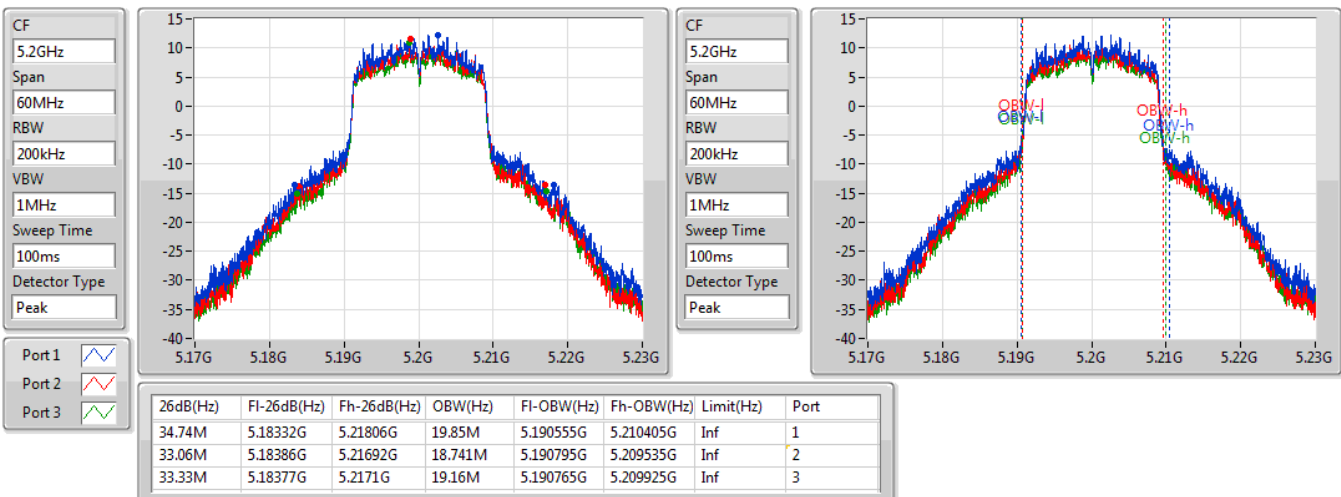 CF
5.2GHz
Span
60MHz
RBW
200kHz
VBW
1MHz
Sweep Time
100ms
Detector Type
Peak
Port 1
Port 2
Port 3
15
10
5
0
-5
-10
-15
-20
-25
-30
-35
-40
5.17G 5.18G 5.19G 5.2G 5.21G 5.22G 5.23G
CF
5.2GHz
Span
60MHz
RBW
200kHz
VBW
1MHz
Sweep Time
100ms
Detector Type
Peak
15
10
5
0
-5
-10
-15
-20
-25
-30
-35
-40
OBW-l
OBW-l
OBW-l
OBW-h
OBW-h
OBW-h
5.17G 5.18G 5.19G 5.2G 5.21G 5.22G 5.23G
26dB(Hz) Fl-26dB(Hz) Fh-26dB(Hz) OBW(Hz) Fl-OBW(Hz) Fh-OBW(Hz) Limit(Hz) Port
34.74M 5.18332G 5.21806G 19.85M 5.190555G 5.210405G Inf 1
33.06M 5.18386G 5.21692G 18.741M 5.190795G 5.209535G Inf 2
33.33M 5.18377G 5.2171G 19.16M 5.190765G 5.209925G Inf 3